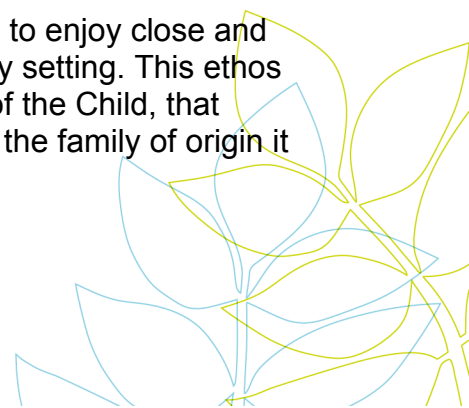 to enjoy close and
y setting. This ethos
of the Child, that
the family of origin it